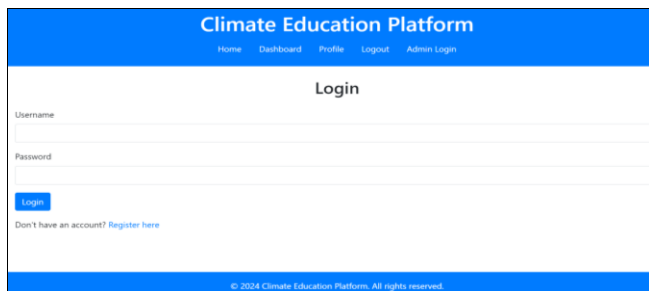 Climate Education Platform
Home Dashboard Profile Logout Admin Login
Login
Username
Password
Login
Don't have an account? Register here
© 2024 Climate Education Platform. All rights reserved.